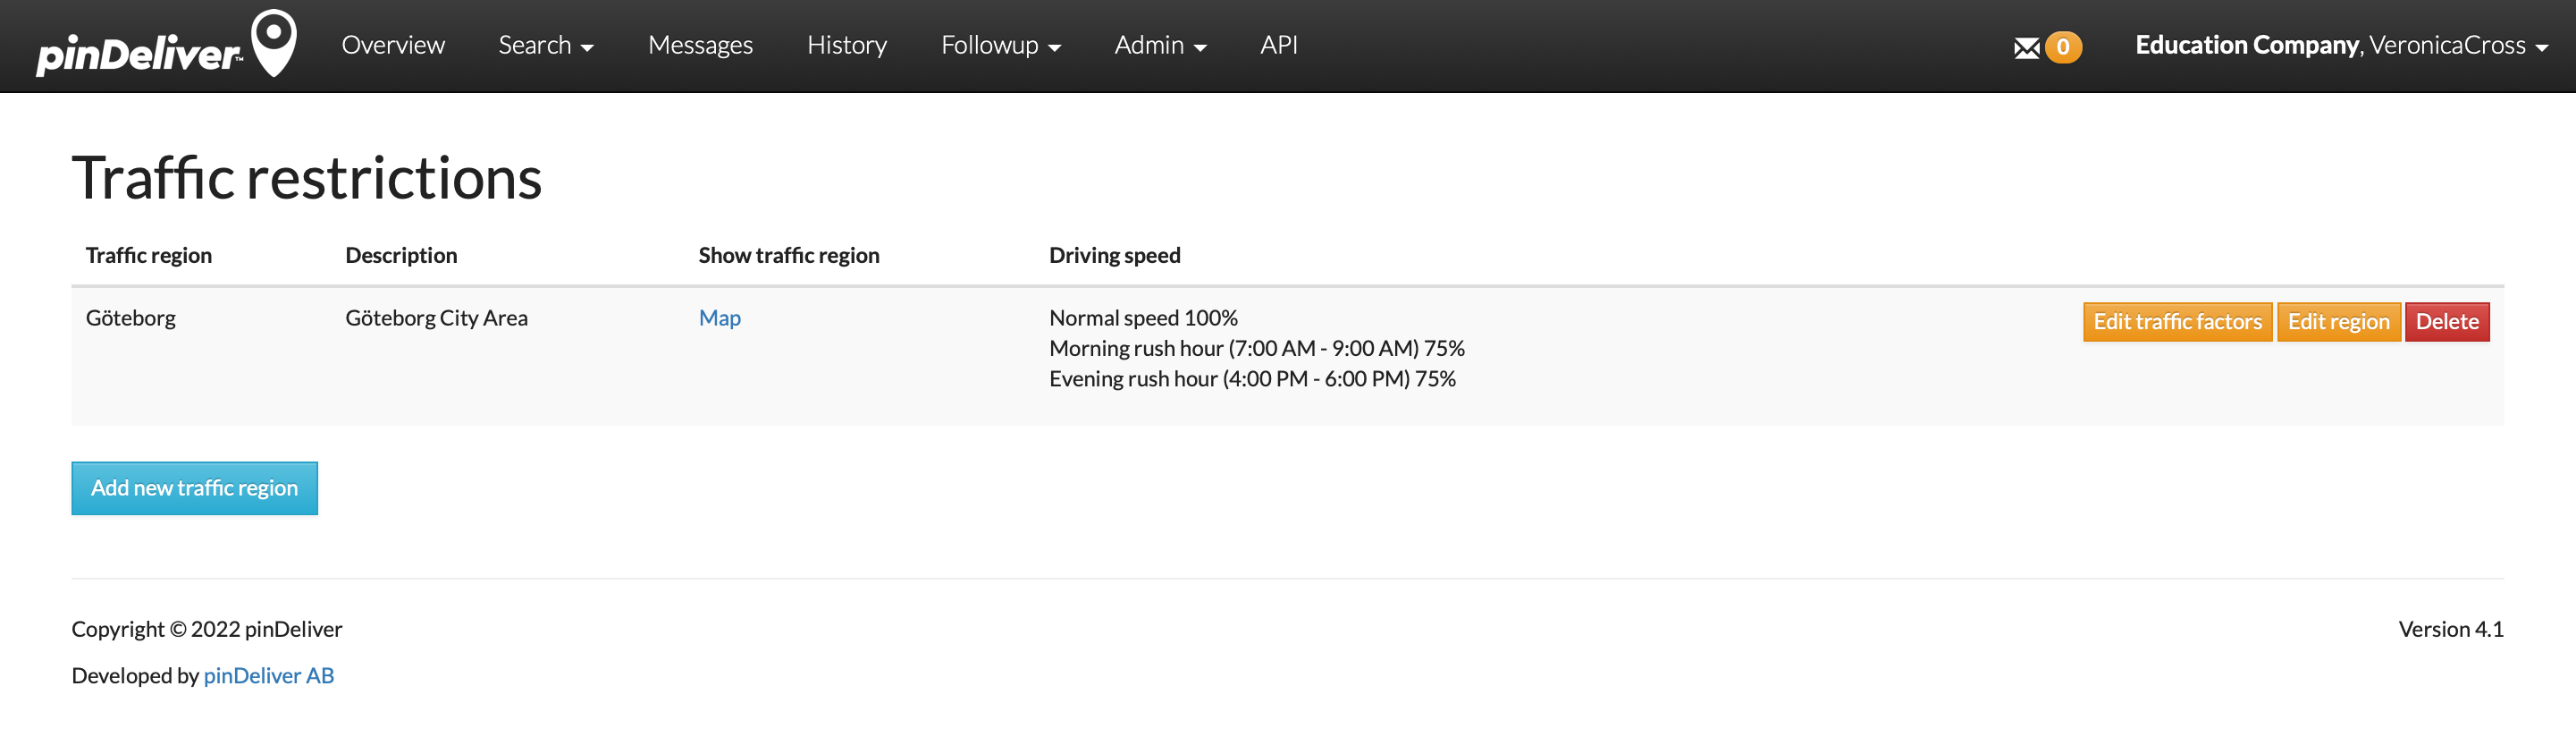 pinDeliver™ Overview Search Messages History Followup Admin API 0 Education Company, VeronicaCross
Traffic restrictions
Traffic region Description Show traffic region Driving speed
Göteborg Göteborg City Area Map Normal speed 100% Edit traffic factors Edit region Delete
Morning rush hour (7:00 AM - 9:00 AM) 75%
Evening rush hour (4:00 PM - 6:00 PM) 75%
Add new traffic region
Copyright © 2022 pinDeliver Version 4.1
Developed by pinDeliver AB